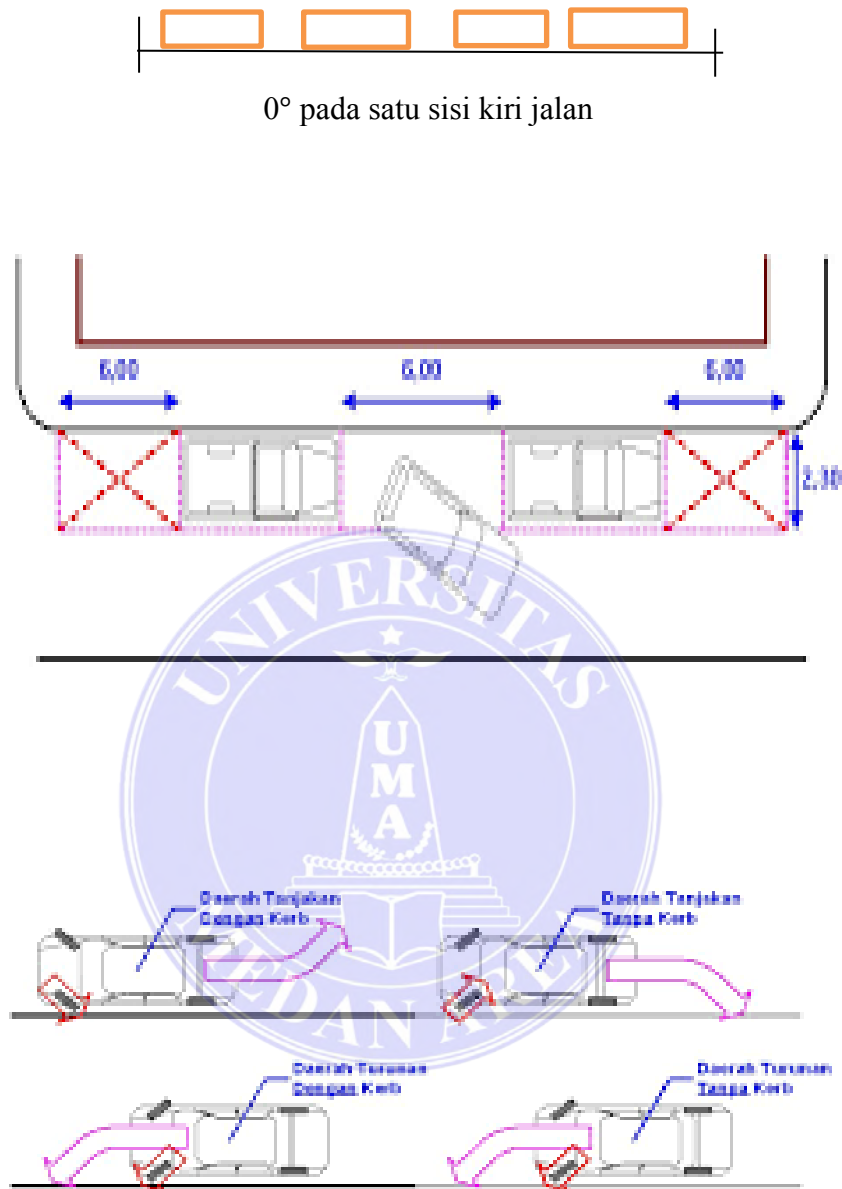 0° pada satu sisi kiri jalan
6,00 6,00 6,00
2.30
UNIVERSITAS
UMA
MEDAN AREA
Daerah Tanjakan
Dengan Kerb
Daerah Tanjakan
Tanpa Kerb
Daerah Turunan
Dengan Kerb
Daerah Turunan
Tanpa Kerb